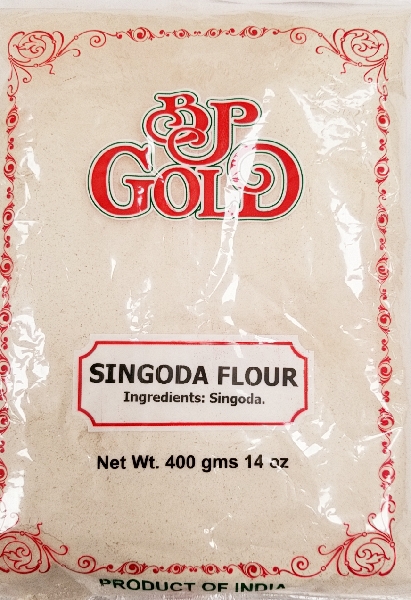 BP
GOLD
SINGODA FLOUR
Ingredients: Singoda.
Net Wt. 400 gms 14 oz
PRODUCT OF INDIA